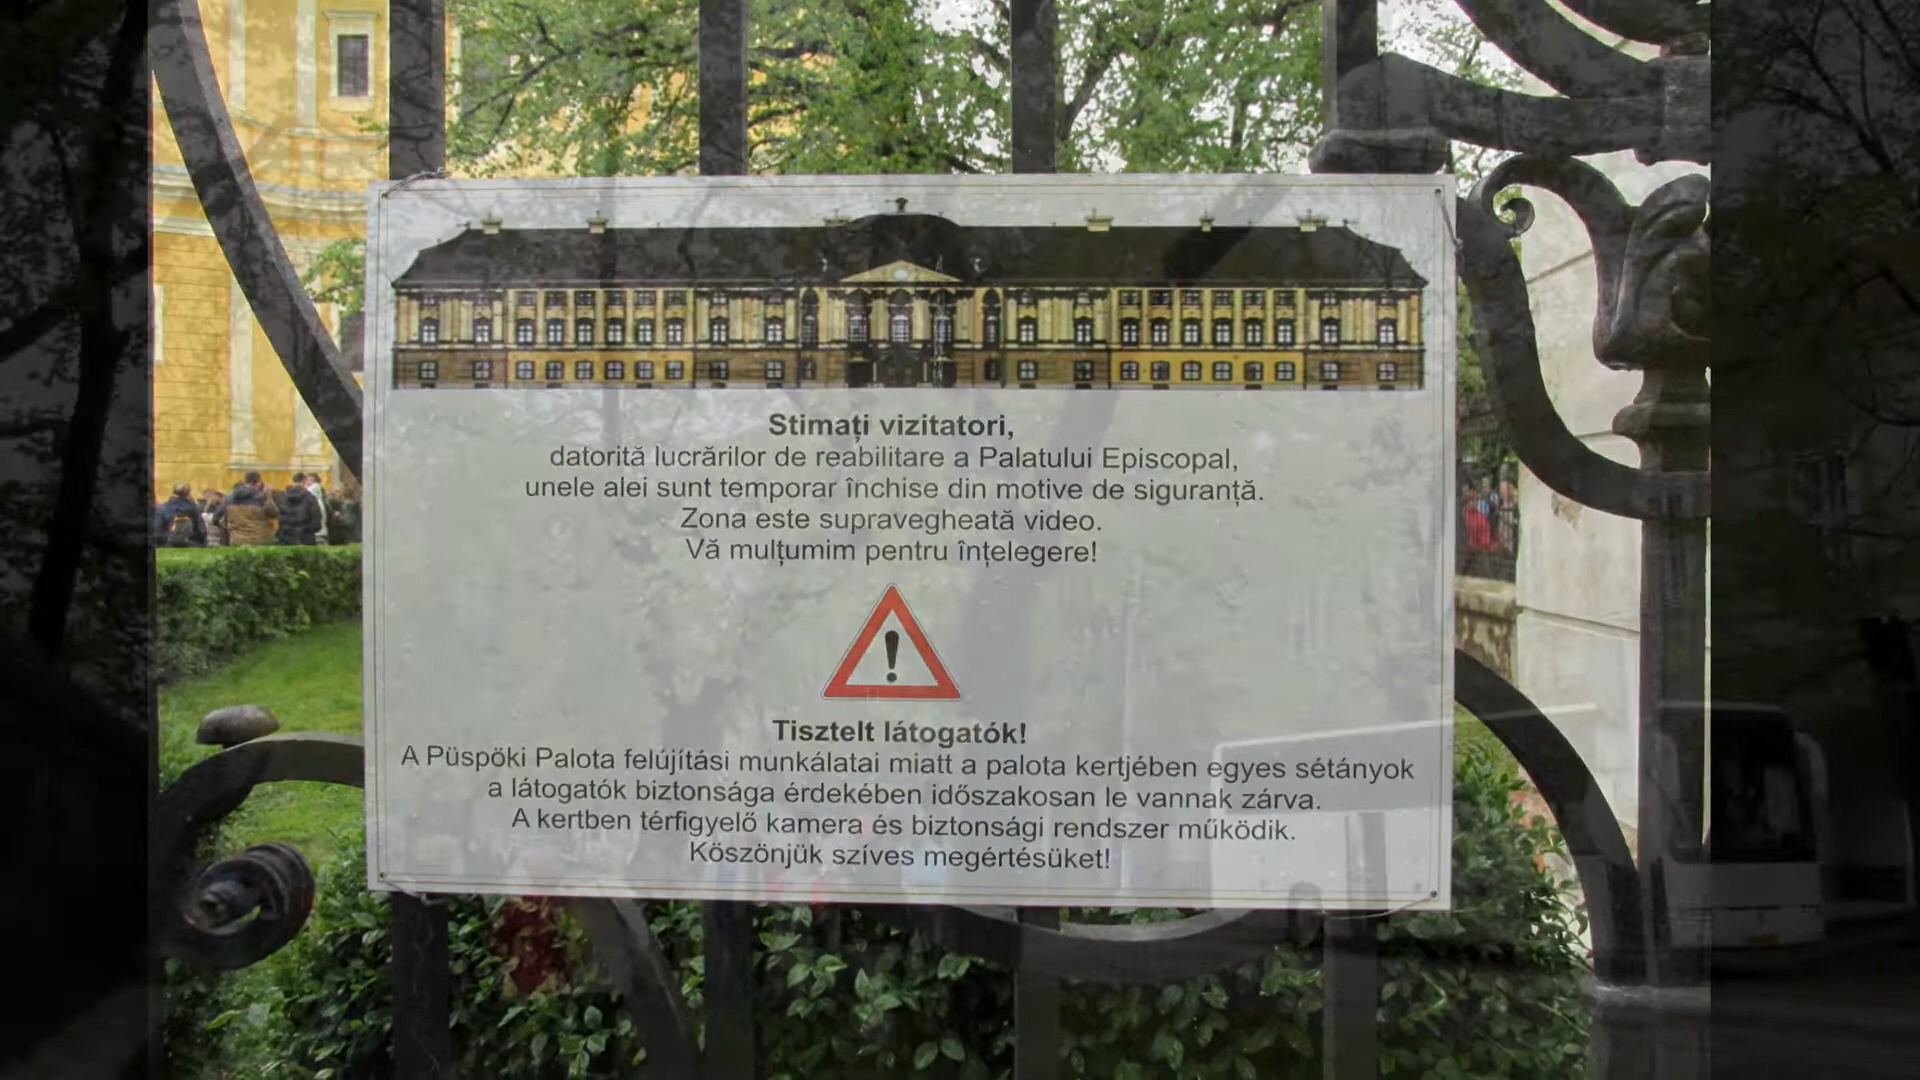 Stimați vizitatori,
datorită lucrărilor de reabilitare a Palatului Episcopal,
unele alei sunt temporar închise din motive de siguranță.
Zona este supravegheată video.
Vă mulțumim pentru înțelegere!
Tisztelt látogatók!
A Püspöki Palota felújítási munkálatai miatt a palota kertjében egyes sétányok
a látogatók biztonsága érdekében időszakosan le vannak zárva.
A kertben térfigyelő kamera és biztonsági rendszer működik.
Köszönjük szíves megértésüket!